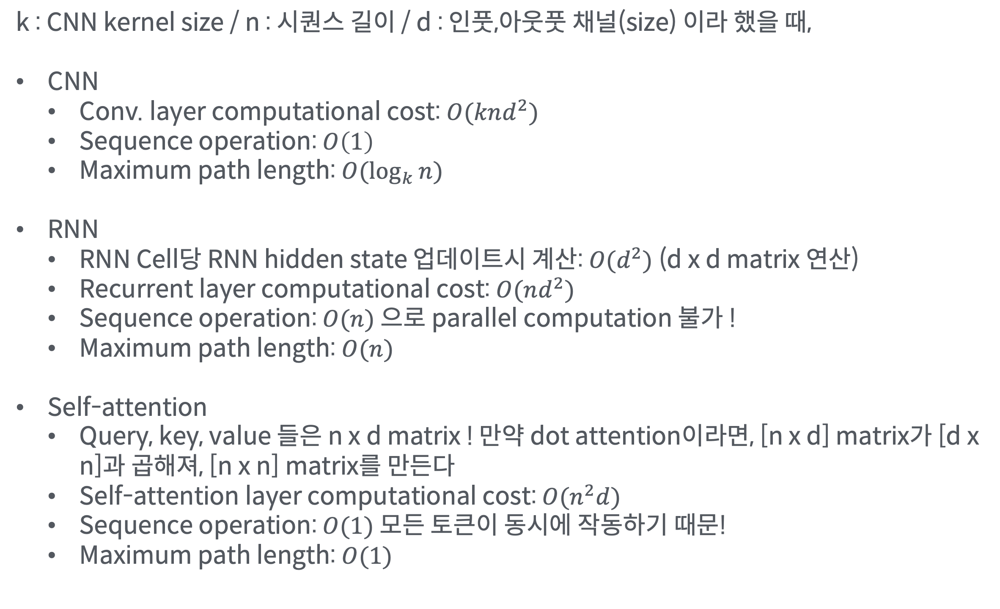 k : CNN kernel size / n : 시퀀스 길이 / d : 인풋,아웃풋 채널(size) 이라 했을 때,
• CNN
• Conv. layer computational cost: O(knd²)
• Sequence operation: O(1)
• Maximum path length: O(logₖ n)
• RNN
• RNN Cell당 RNN hidden state 업데이트시 계산: O(d²) (d x d matrix 연산)
• Recurrent layer computational cost: O(nd²)
• Sequence operation: O(n) 으로 parallel computation 불가 !
• Maximum path length: O(n)
• Self-attention
• Query, key, value 들은 n x d matrix ! 만약 dot attention이라면, [n x d] matrix가 [d x
n]과 곱해져, [n x n] matrix를 만든다
• Self-attention layer computational cost: O(n²d)
• Sequence operation: O(1) 모든 토큰이 동시에 작동하기 때문!
• Maximum path length: O(1)